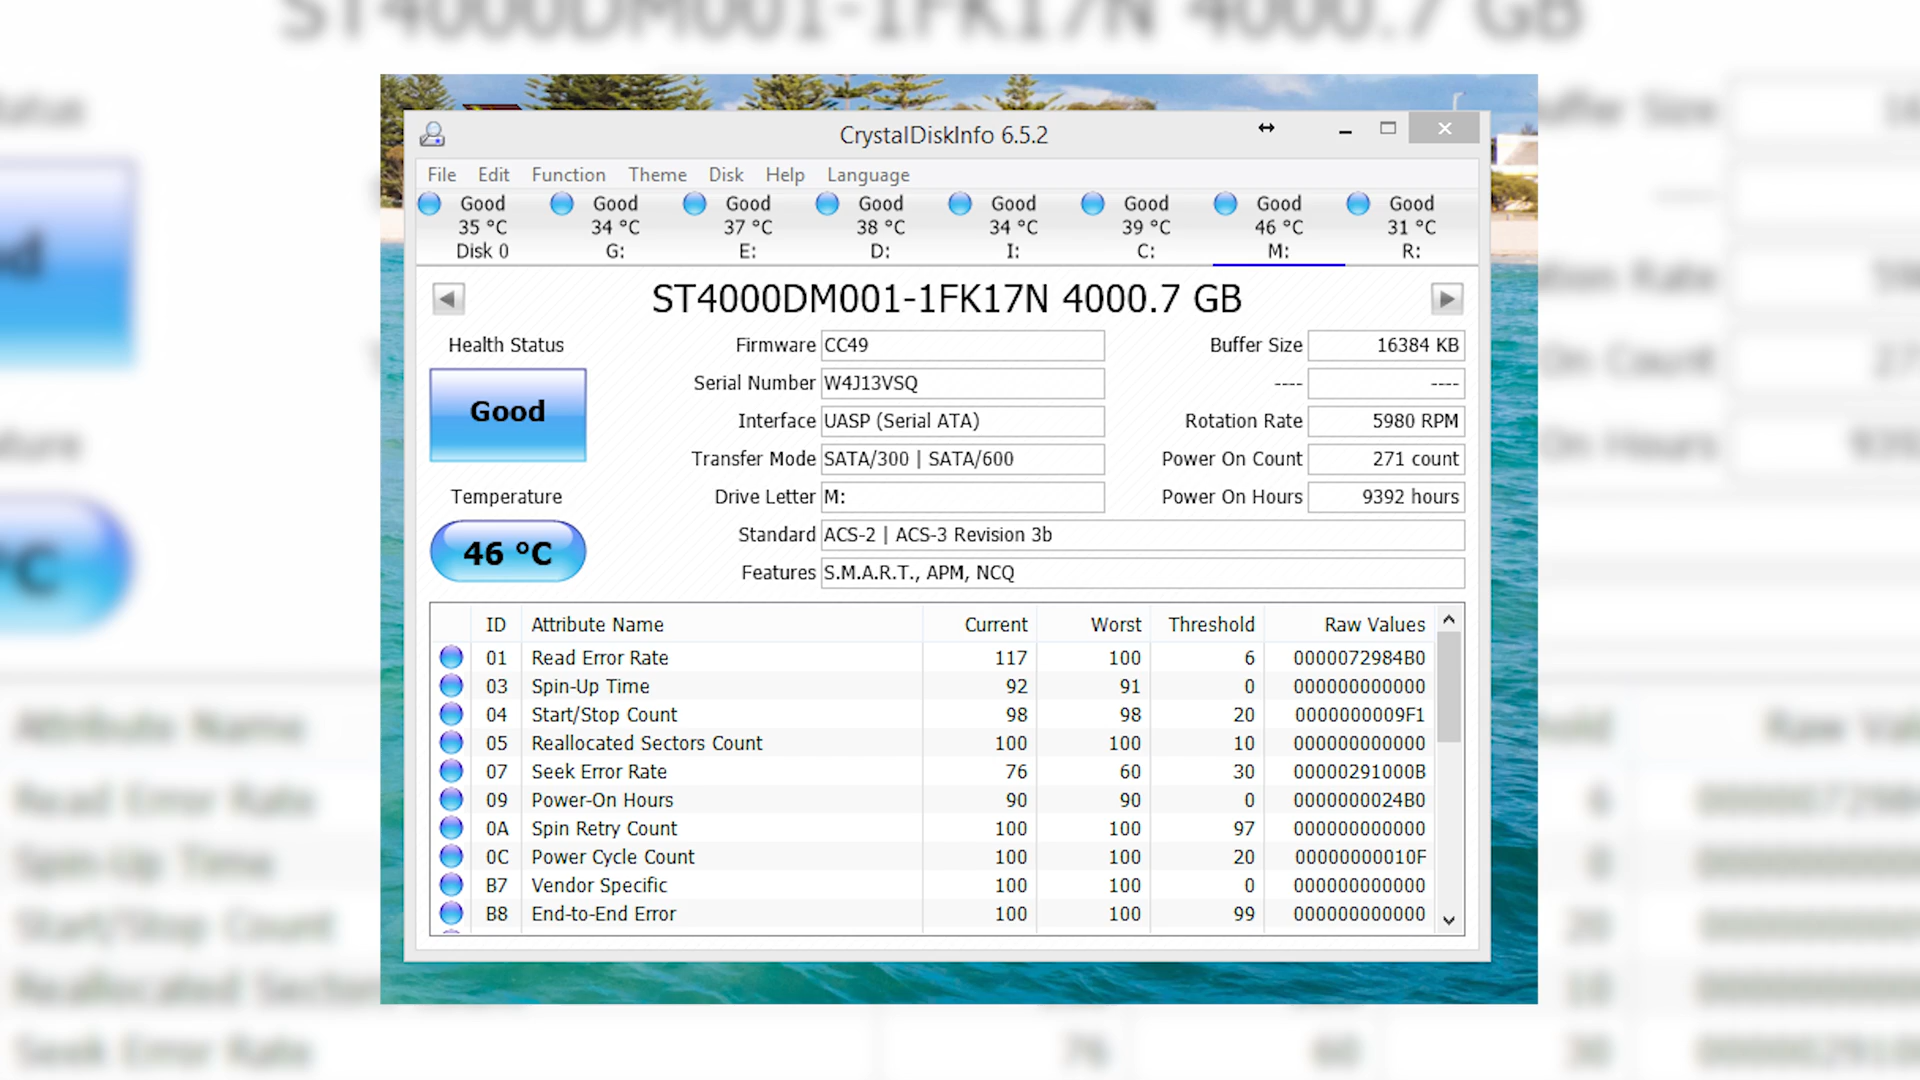 ST4000DM001-1FK17N 4000.7 GB
CrystalDiskInfo 6.5.2
File Edit Function Theme Disk Help Language
Good Good Good Good Good Good Good Good
35 °C 34 °C 37 °C 38 °C 34 °C 39 °C 46 °C 31 °C
Disk 0 G: E: D: I: C: M: R:
ST4000DM001-1FK17N 4000.7 GB
Health Status Firmware CC49 Buffer Size 16384 KB
Serial Number W4J13VSQ ---- ----
Good Interface UASP (Serial ATA) Rotation Rate 5980 RPM
Transfer Mode SATA/300 | SATA/600 Power On Count 271 count
Temperature Drive Letter M: Power On Hours 9392 hours
Standard ACS-2 | ACS-3 Revision 3b
46 °C Features S.M.A.R.T., APM, NCQ
ID Attribute Name Current Worst Threshold Raw Values
01 Read Error Rate 117 100 6 0000072984B0
03 Spin-Up Time 92 91 0 000000000000
04 Start/Stop Count 98 98 20 0000000009F1
05 Reallocated Sectors Count 100 100 10 000000000000
07 Seek Error Rate 76 60 30 00000291000B
09 Power-On Hours 90 90 0 0000000024B0
0A Spin Retry Count 100 100 97 000000000000
0C Power Cycle Count 100 100 20 00000000010F
B7 Vendor Specific 100 100 0 000000000000
B8 End-to-End Error 100 100 99 000000000000